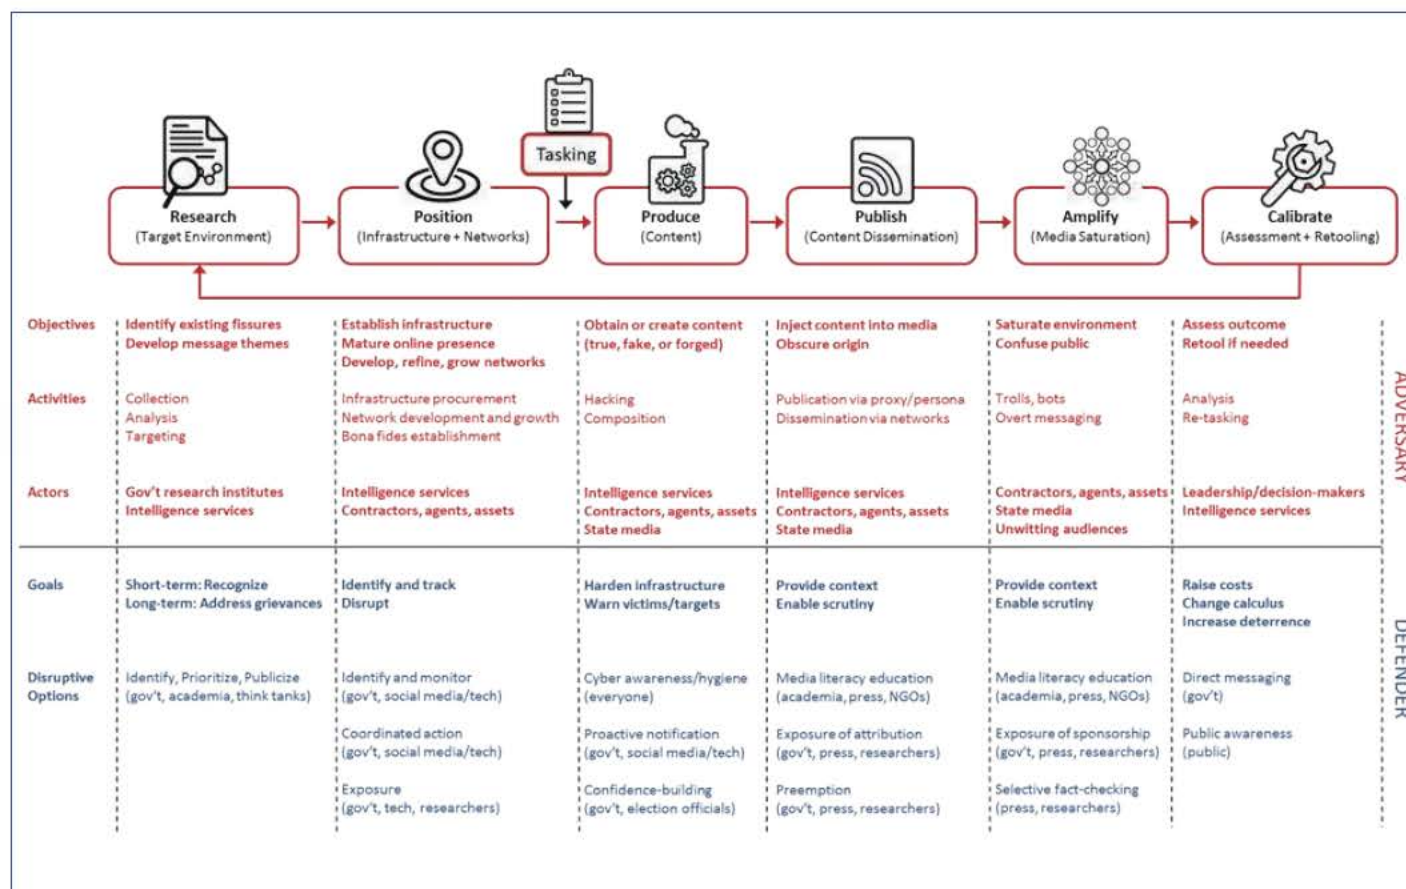 Tasking
Research
(Target Environment)
Position
(Infrastructure + Networks)
Produce
(Content)
Publish
(Content Dissemination)
Amplify
(Media Saturation)
Calibrate
(Assessment + Retooling)
Objectives
Identify existing fissures
Develop message themes
Establish infrastructure
Mature online presence
Develop, refine, grow networks
Obtain or create content
(true, fake, or forged)
Inject content into media
Obscure origin
Saturate environment
Confuse public
Assess outcome
Retool if needed
Activities
Collection
Analysis
Targeting
Infrastructure procurement
Network development and growth
Bona fides establishment
Hacking
Composition
Publication via proxy/persona
Dissemination via networks
Trolls, bots
Overt messaging
Analysis
Re-tasking
Actors
Gov't research institutes
Intelligence services
Intelligence services
Contractors, agents, assets
Intelligence services
Contractors, agents, assets
State media
Intelligence services
Contractors, agents, assets
State media
Contractors, agents, assets
State media
Unwitting audiences
Leadership/decision-makers
Intelligence services
ADVERSARY
Goals
Short-term: Recognize
Long-term: Address grievances
Identify and track
Disrupt
Harden infrastructure
Warn victims/targets
Provide context
Enable scrutiny
Provide context
Enable scrutiny
Raise costs
Change calculus
Increase deterrence
Disruptive
Options
Identify, Prioritize, Publicize
(gov't, academia, think tanks)
Identify and monitor
(gov't, social media/tech)
Coordinated action
(gov't, social media/tech)
Exposure
(gov't, tech, researchers)
Cyber awareness/hygiene
(everyone)
Proactive notification
(gov't, social media/tech)
Confidence-building
(gov't, election officials)
Media literacy education
(academia, press, NGOs)
Exposure of attribution
(gov't, press, researchers)
Preemption
(gov't, press, researchers)
Media literacy education
(academia, press, NGOs)
Exposure of sponsorship
(gov't, press, researchers)
Selective fact-checking
(press, researchers)
Direct messaging
(gov't)
Public awareness
(public)
DEFENDER